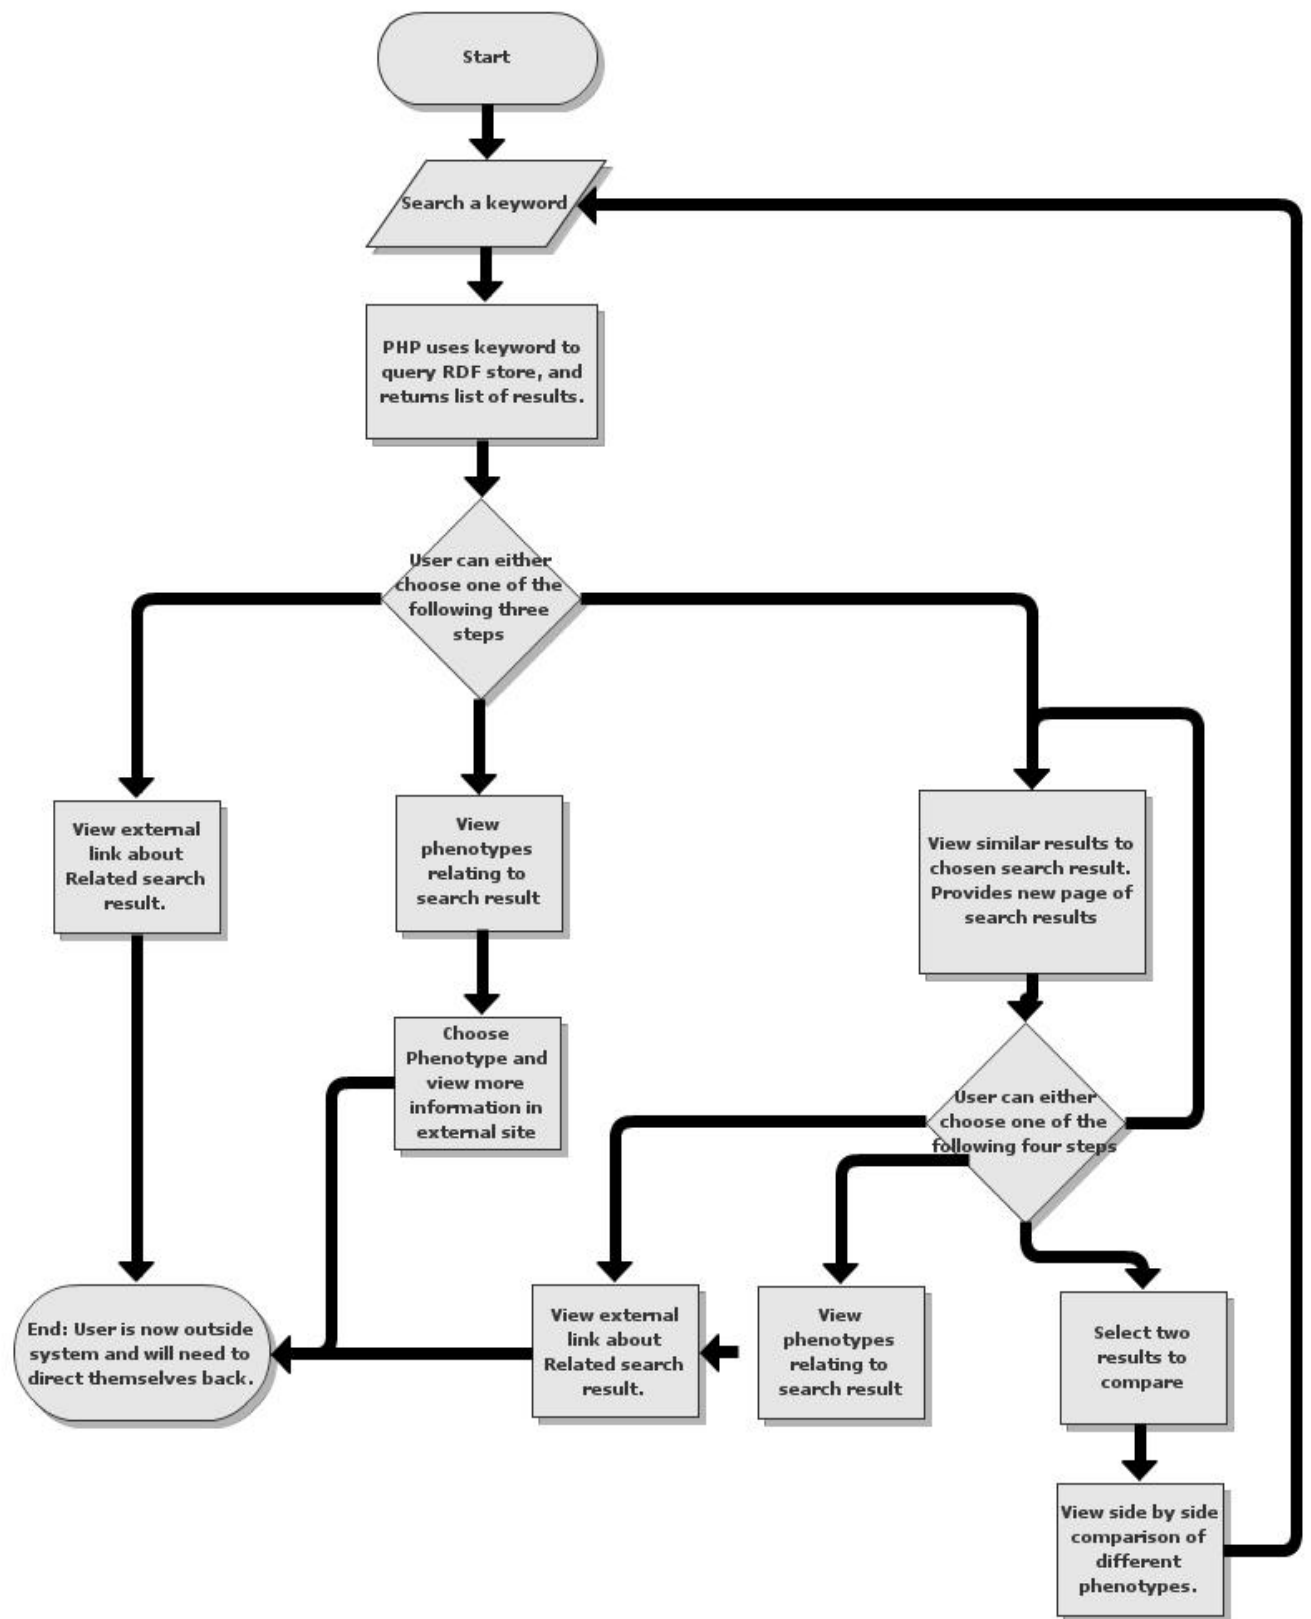 Start
Search a keyword
PHP uses keyword to
query RDF store, and
returns list of results.
User can either
choose one of the
following three
steps
View external
link about
Related search
result.
View
phenotypes
relating to
search result
View similar results to
chosen search result.
Provides new page of
search results
Choose
Phenotype and
view more
information in
external site
User can either
choose one of the
following four steps
End: User is now outside
system and will need to
direct themselves back.
View external
link about
Related search
result.
View
phenotypes
relating to
search result
Select two
results to
compare
View side by side
comparison of
different
phenotypes.